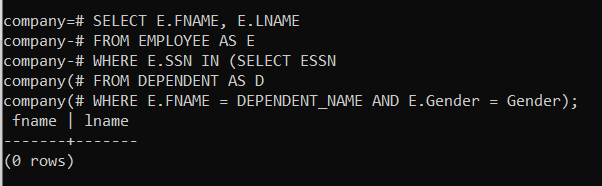 company=# SELECT E.FNAME, E.LNAME
company-# FROM EMPLOYEE AS E
company-# WHERE E.SSN IN (SELECT ESSN
company(# FROM DEPENDENT AS D
company(# WHERE E.FNAME = DEPENDENT_NAME AND E.Gender = Gender);
 fname | lname
-------+-------
(0 rows)